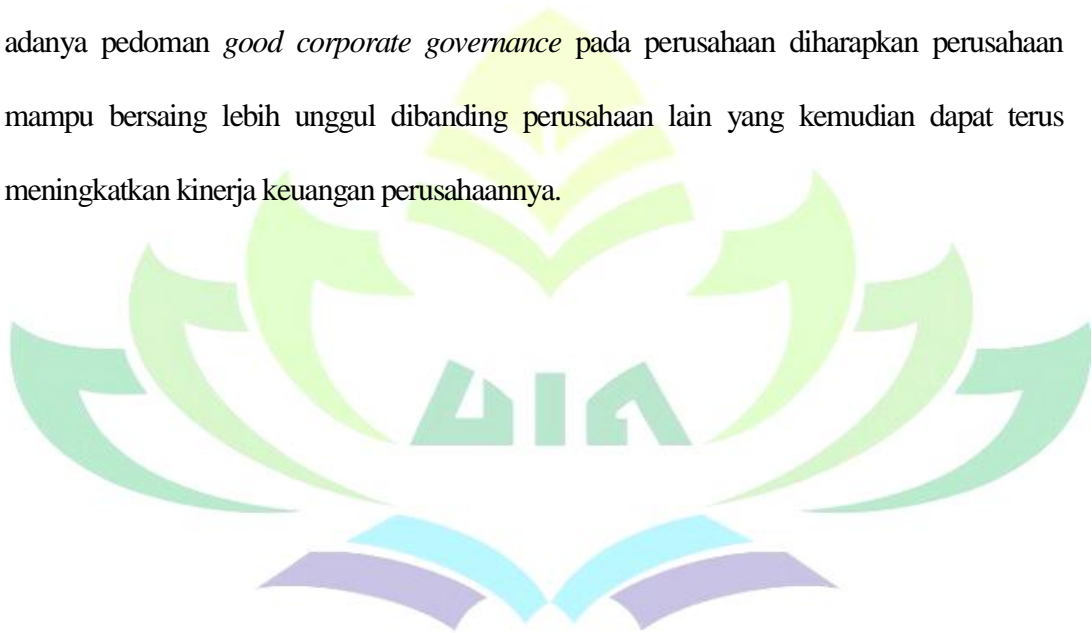 adanya pedoman good corporate governance pada perusahaan diharapkan perusahaan
mampu bersaing lebih unggul dibanding perusahaan lain yang kemudian dapat terus
meningkatkan kinerja keuangan perusahaannya.
UIN